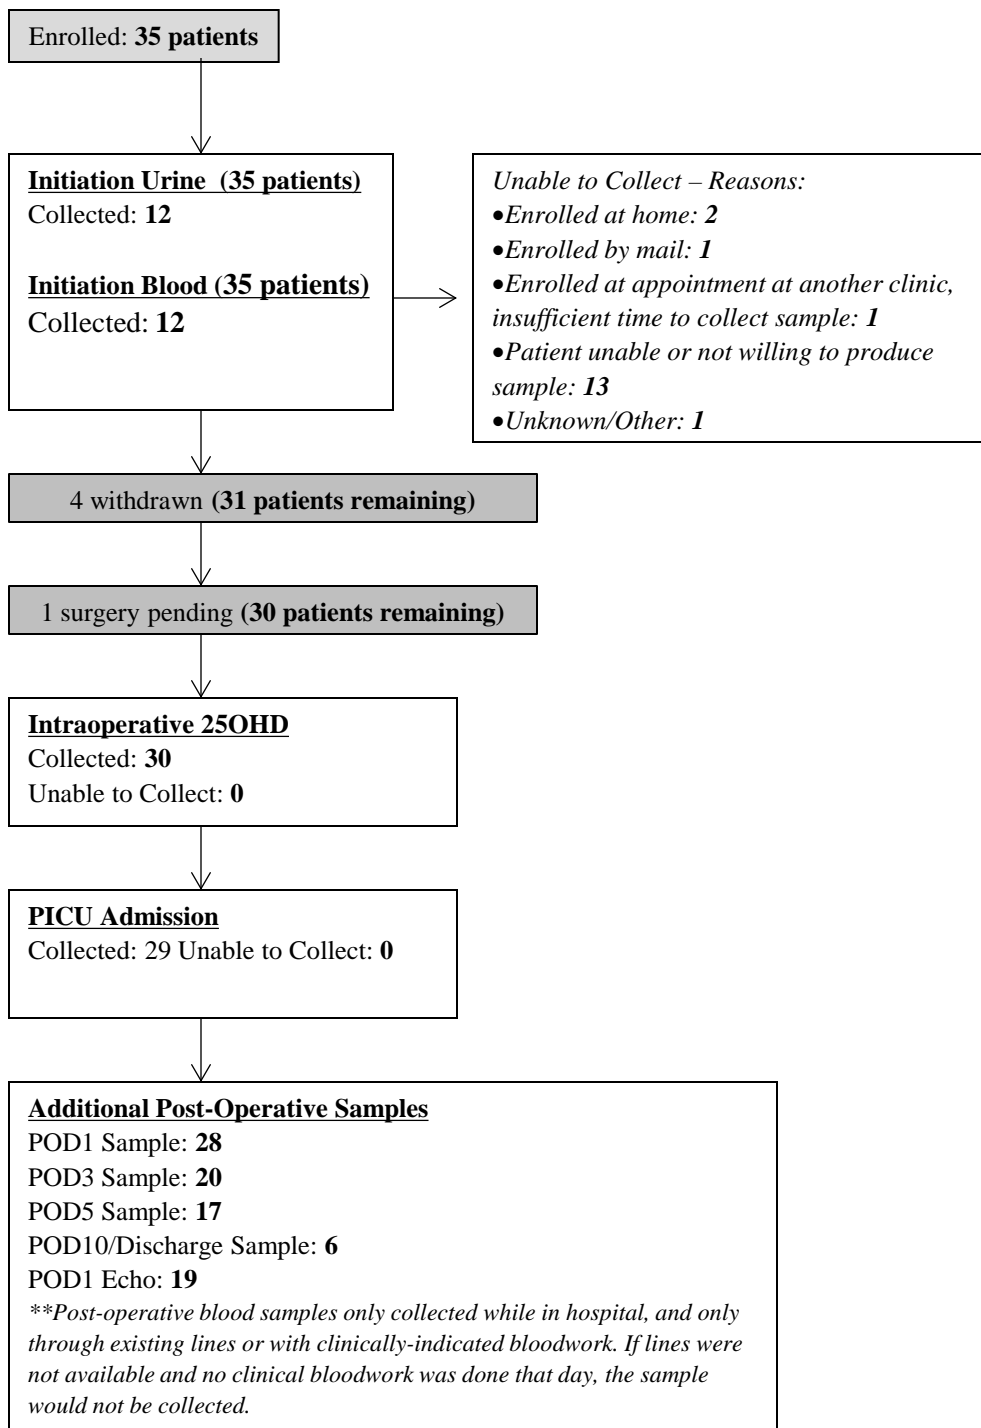 Enrolled: 35 patients
Initiation Urine (35 patients)
Collected: 12
Initiation Blood (35 patients)
Collected: 12
Unable to Collect – Reasons:
•Enrolled at home: 2
•Enrolled by mail: 1
•Enrolled at appointment at another clinic,
insufficient time to collect sample: 1
•Patient unable or not willing to produce
sample: 13
•Unknown/Other: 1
4 withdrawn (31 patients remaining)
1 surgery pending (30 patients remaining)
Intraoperative 25OHD
Collected: 30
Unable to Collect: 0
PICU Admission
Collected: 29 Unable to Collect: 0
Additional Post-Operative Samples
POD1 Sample: 28
POD3 Sample: 20
POD5 Sample: 17
POD10/Discharge Sample: 6
POD1 Echo: 19
**Post-operative blood samples only collected while in hospital, and only
through existing lines or with clinically-indicated bloodwork. If lines were
not available and no clinical bloodwork was done that day, the sample
would not be collected.